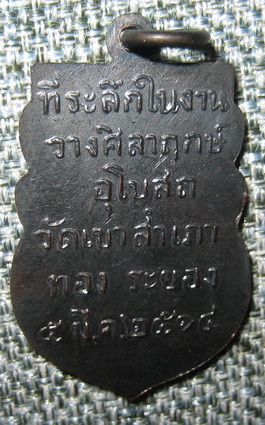 ที่ระลึกในงาน
วางศิลาฤกษ์
อุโบสถ
วัดเขาสำเภา
ทอง ระยอง
๕ มี.ค.๒๕๑๔